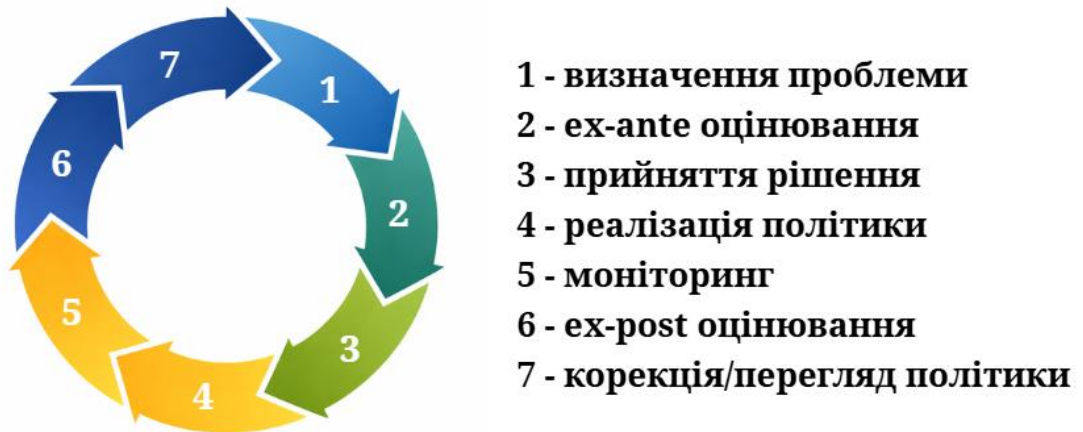 7
1
6
2
5
3
4
1 - визначення проблеми
2 - ex-ante оцінювання
3 - прийняття рішення
4 - реалізація політики
5 - моніторинг
6 - ex-post оцінювання
7 - корекція/перегляд політики